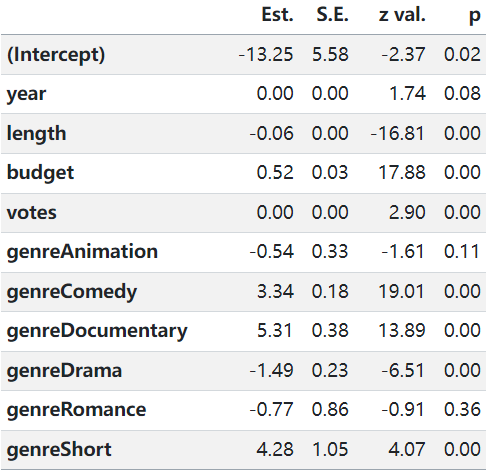 Est. S.E. z val. p
(Intercept) -13.25 5.58 -2.37 0.02
year 0.00 0.00 1.74 0.08
length -0.06 0.00 -16.81 0.00
budget 0.52 0.03 17.88 0.00
votes 0.00 0.00 2.90 0.00
genreAnimation -0.54 0.33 -1.61 0.11
genreComedy 3.34 0.18 19.01 0.00
genreDocumentary 5.31 0.38 13.89 0.00
genreDrama -1.49 0.23 -6.51 0.00
genreRomance -0.77 0.86 -0.91 0.36
genreShort 4.28 1.05 4.07 0.00